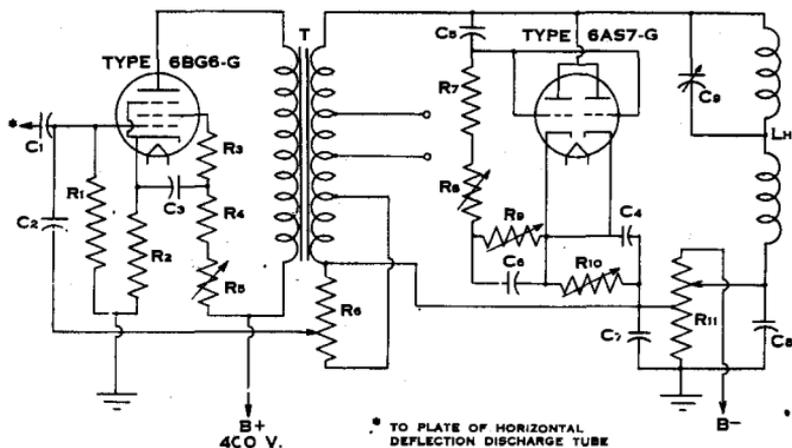 TYPE 6BG6-G
T
C5
TYPE 6AS7-G
R7
C9
*
C1
R3
LH
R1
C3
R8
C2
R4
R9
C4
R2
R5
C6
R10
R6
R11
C7
C8
B+
400 V.
B-
* TO PLATE OF HORIZONTAL
DEFLECTION DISCHARGE TUBE